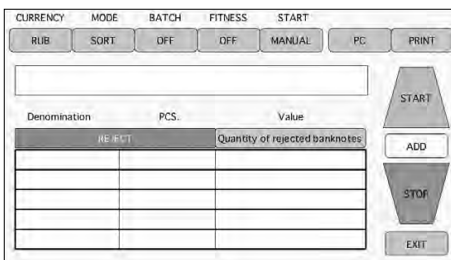 CURRENCY MODE BATCH FITNESS START
RUB SORT OFF OFF MANUAL PC PRINT
START
Denomination PCS. Value
REJECT Quantity of rejected banknotes
ADD
STOP
EXIT